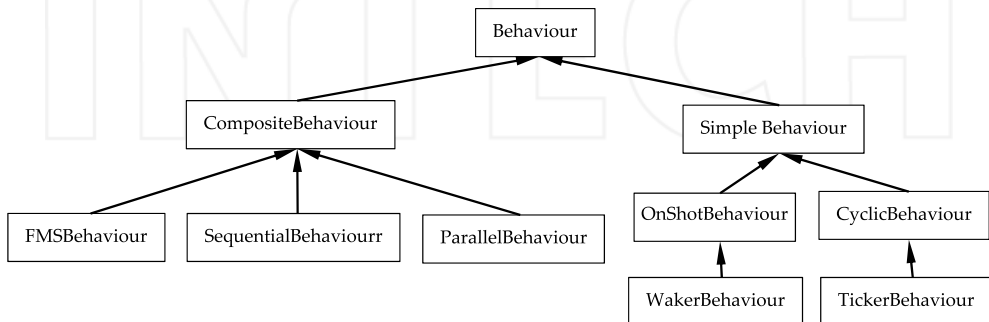 Behaviour
CompositeBehaviour
Simple Behaviour
FMSBehaviour
SequentialBehaviourr
ParallelBehaviour
OnShotBehaviour
CyclicBehaviour
WakerBehaviour
TickerBehaviour